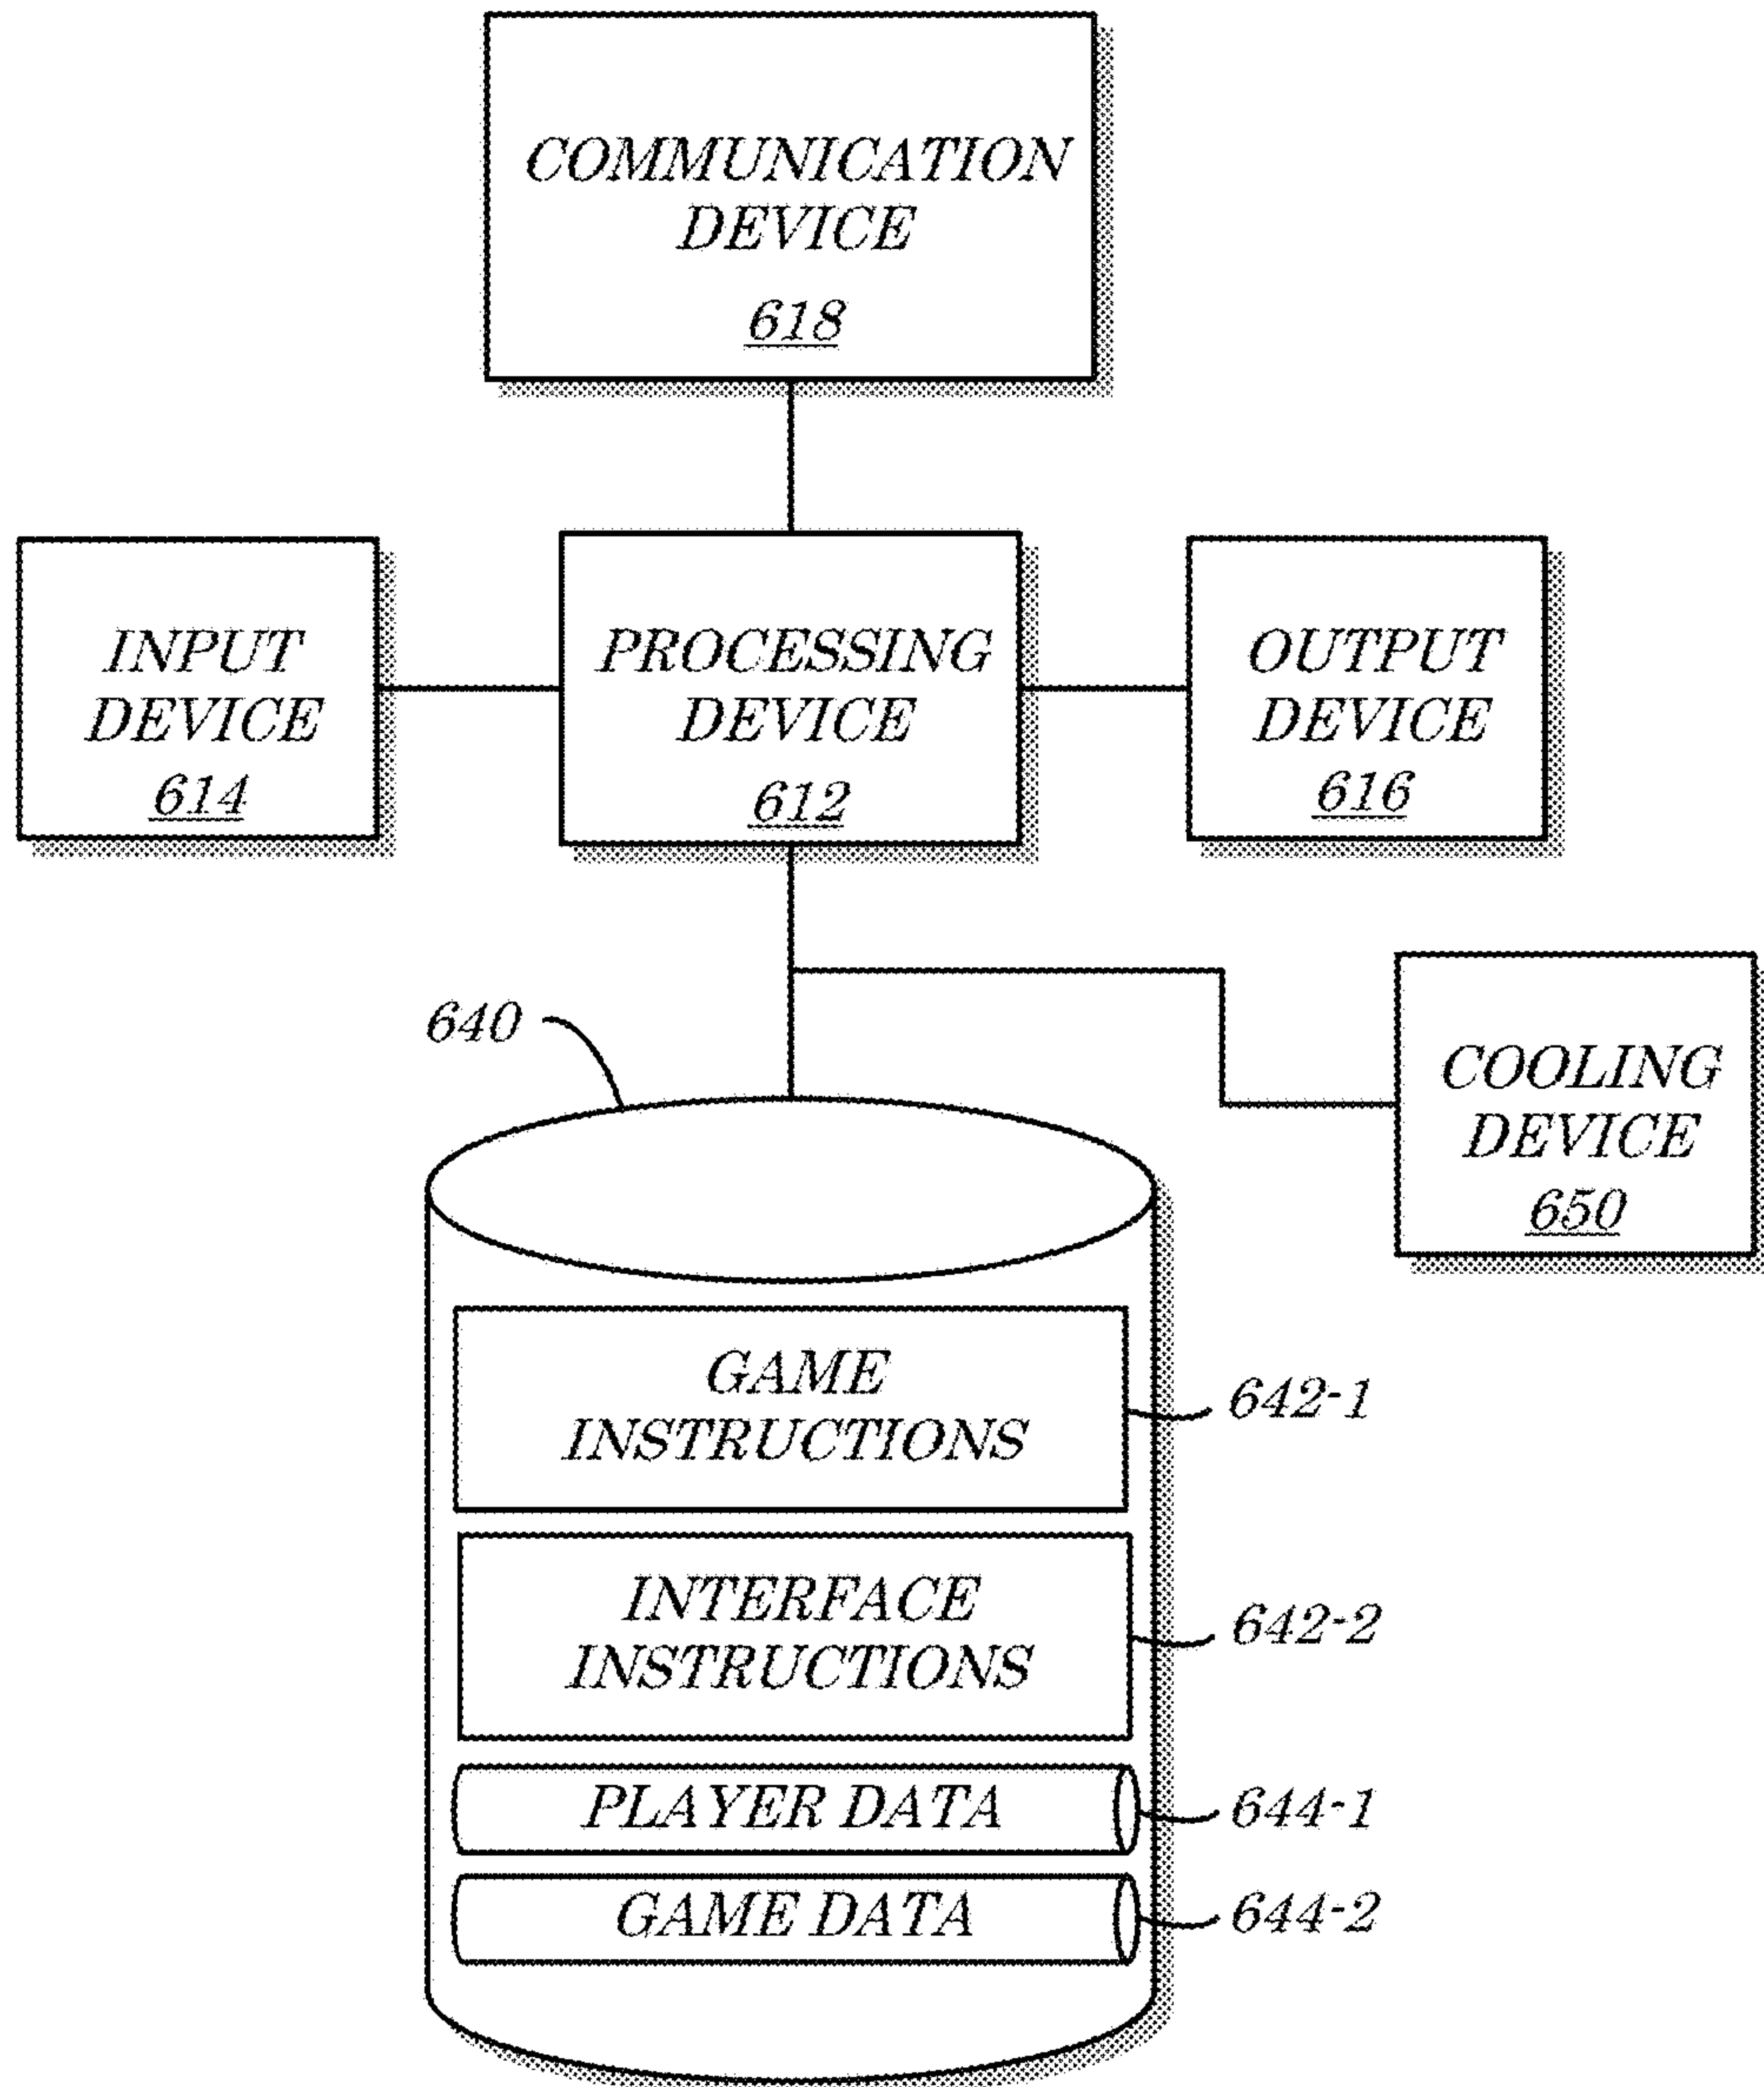 COMMUNICATION
DEVICE
618
INPUT
DEVICE
614
PROCESSING
DEVICE
612
OUTPUT
DEVICE
616
640
COOLING
DEVICE
650
GAME
INSTRUCTIONS
642-1
INTERFACE
INSTRUCTIONS
642-2
PLAYER DATA
644-1
GAME DATA
644-2